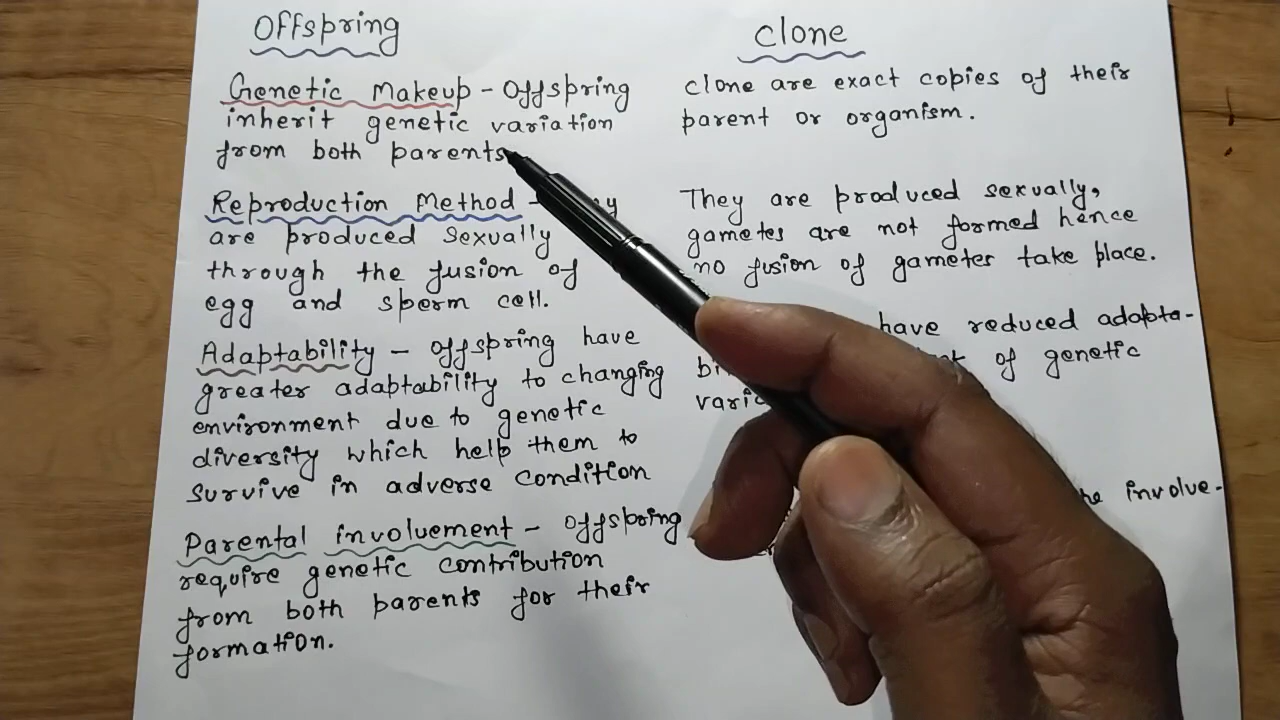 Offspring
Genetic Makeup - Offspring
inherit genetic variation
from both parents
Reproduction Method -
are produced sexually
through the fusion of
egg and sperm cell.
Adaptability - Offspring have
greater adaptability to changing
environment due to genetic
diversity which help them to
survive in adverse condition
Parental involvement - Offspring
require genetic contribution
from both parents for their
formation.
Clone
clone are exact copies of their
parent or organism.
They are produced sexually,
gametes are not formed hence
no fusion of gametes take place.
have reduced adapta-
of genetic
involve-